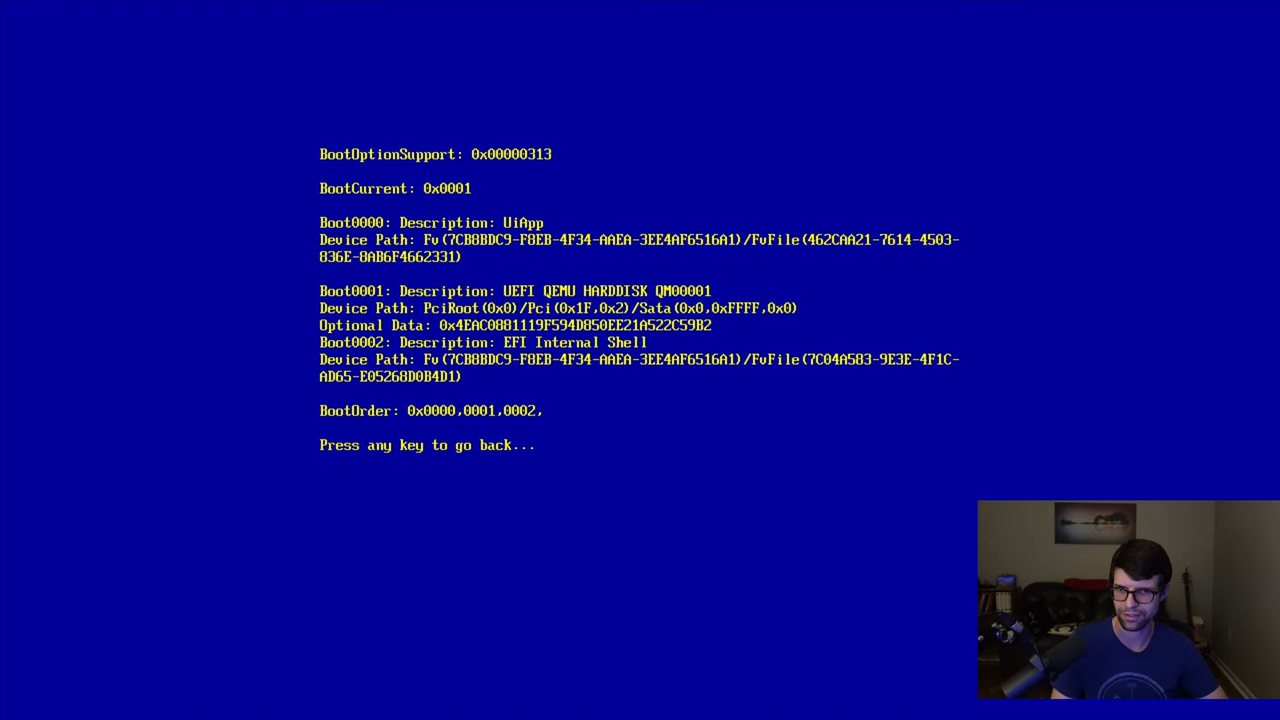 BootOptionSupport: 0x00000313
BootCurrent: 0x0001
Boot0000: Description: UiApp
Device Path: Fv(7CB8BDC9-F8EB-4F34-AAEA-3EE4AF6516A1)/FvFile(462CAA21-7614-4503-
836E-8AB6F4662331)
Boot0001: Description: UEFI QEMU HARDDISK QM00001
Device Path: PciRoot(0x0)/Pci(0x1F,0x2)/Sata(0x0,0xFFFF,0x0)
Optional Data: 0x4EAC0881119F594D850EE21A522C59B2
Boot0002: Description: EFI Internal Shell
Device Path: Fv(7CB8BDC9-F8EB-4F34-AAEA-3EE4AF6516A1)/FvFile(7C04A583-9E3E-4F1C-
AD65-E05268D0B4D1)
BootOrder: 0x0000,0001,0002,
Press any key to go back...